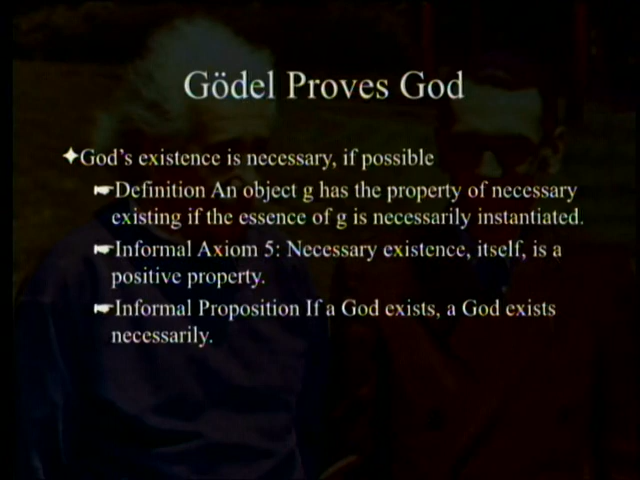 Gödel Proves God
✦God's existence is necessary, if possible
☛Definition An object g has the property of necessary
existing if the essence of g is necessarily instantiated.
☛Informal Axiom 5: Necessary existence, itself, is a
positive property.
☛Informal Proposition If a God exists, a God exists
necessarily.